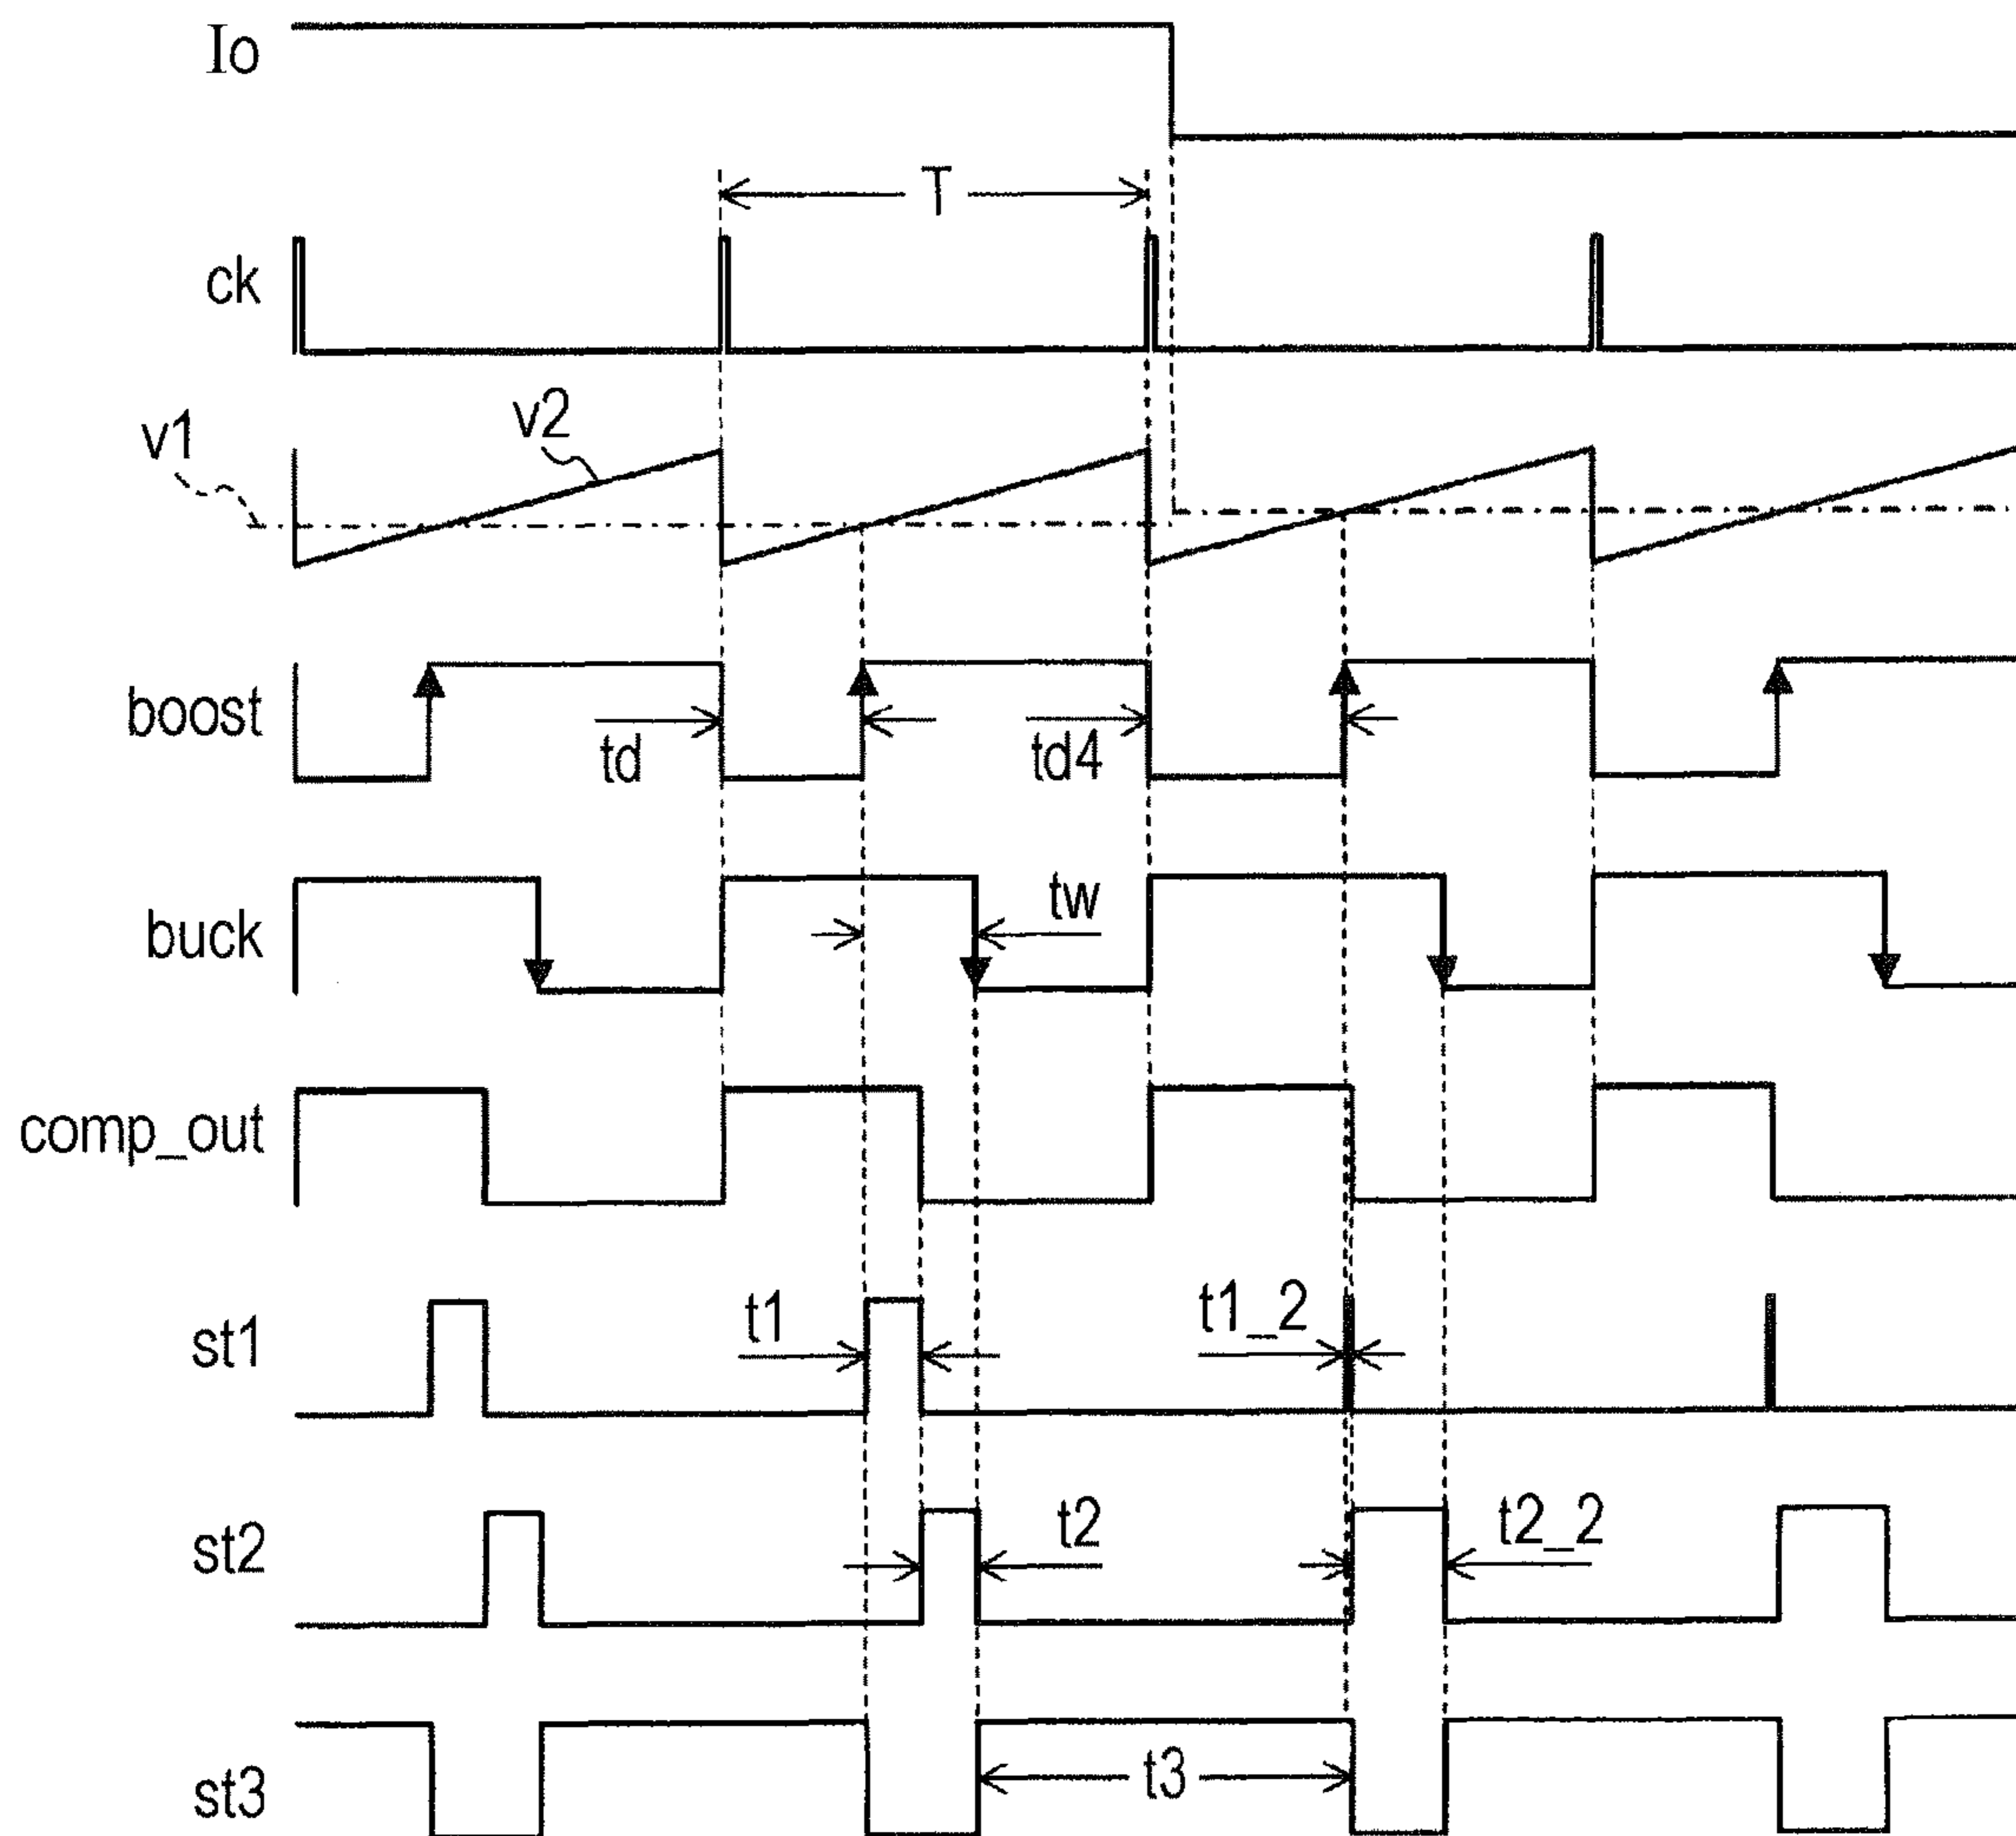 Io
T
ck
v1
v2
boost
td
td4
buck
tw
comp_out
st1
t1
t1_2
st2
t2
t2_2
st3
t3